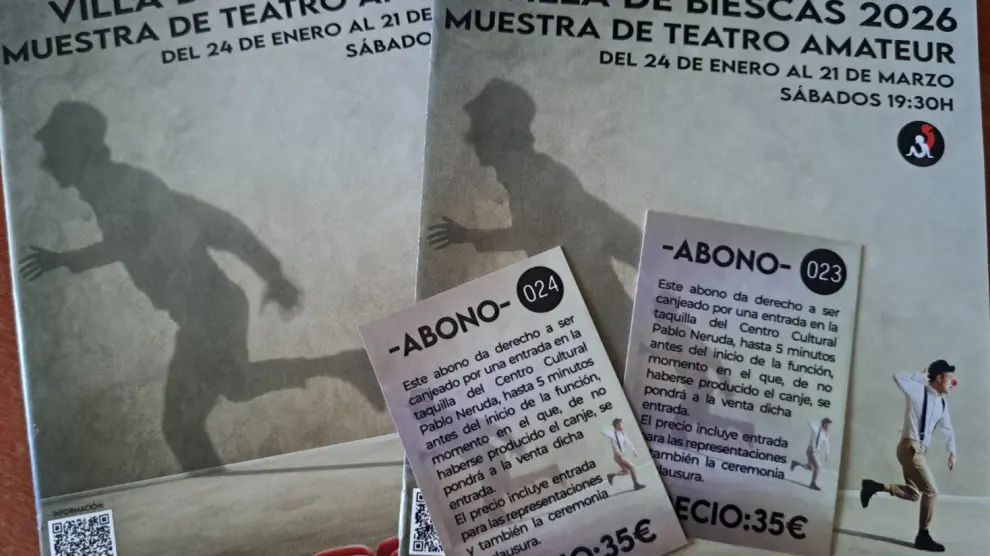 VILLA D
MUESTRA DE TEATRO AMAT
DEL 24 DE ENERO AL 21 DE
SÁBADO
INFORMACIÓN:
VILLA DE BIESCAS 2026
MUESTRA DE TEATRO AMATEUR
DEL 24 DE ENERO AL 21 DE MARZO
SÁBADOS 19:30H
-ABONO-
024
Este abono da derecho a ser
canjeado por una entrada en la
taquilla del Centro Cultural
Pablo Neruda, hasta 5 minutos
antes del inicio de la función,
momento en el que, de no
haberse producido el canje, se
pondrá a la venta dicha
entrada.
El precio incluye entrada
para las representaciones
y también la ceremonia
clausura.
CIO:35€
-ABONO-
023
Este abono da derecho a ser
canjeado por una entrada en la
taquilla del Centro Cultural
Pablo Neruda, hasta 5 minutos
antes del inicio de la función,
momento en el que, de no
haberse producido el canje, se
pondrá a la venta dicha
entrada.
El precio incluye entrada
para las representaciones
también la ceremonia
lausura.
RECIO:35€